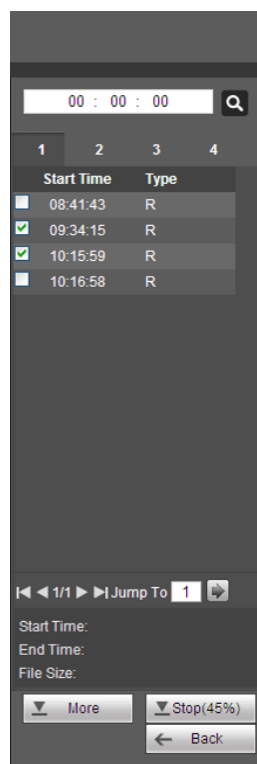 00 : 00 : 00
1 2 3 4
Start Time Type
08:41:43 R
09:34:15 R
10:15:59 R
10:16:58 R
1/1 Jump To 1
Start Time:
End Time:
File Size:
More Stop(45%)
Back